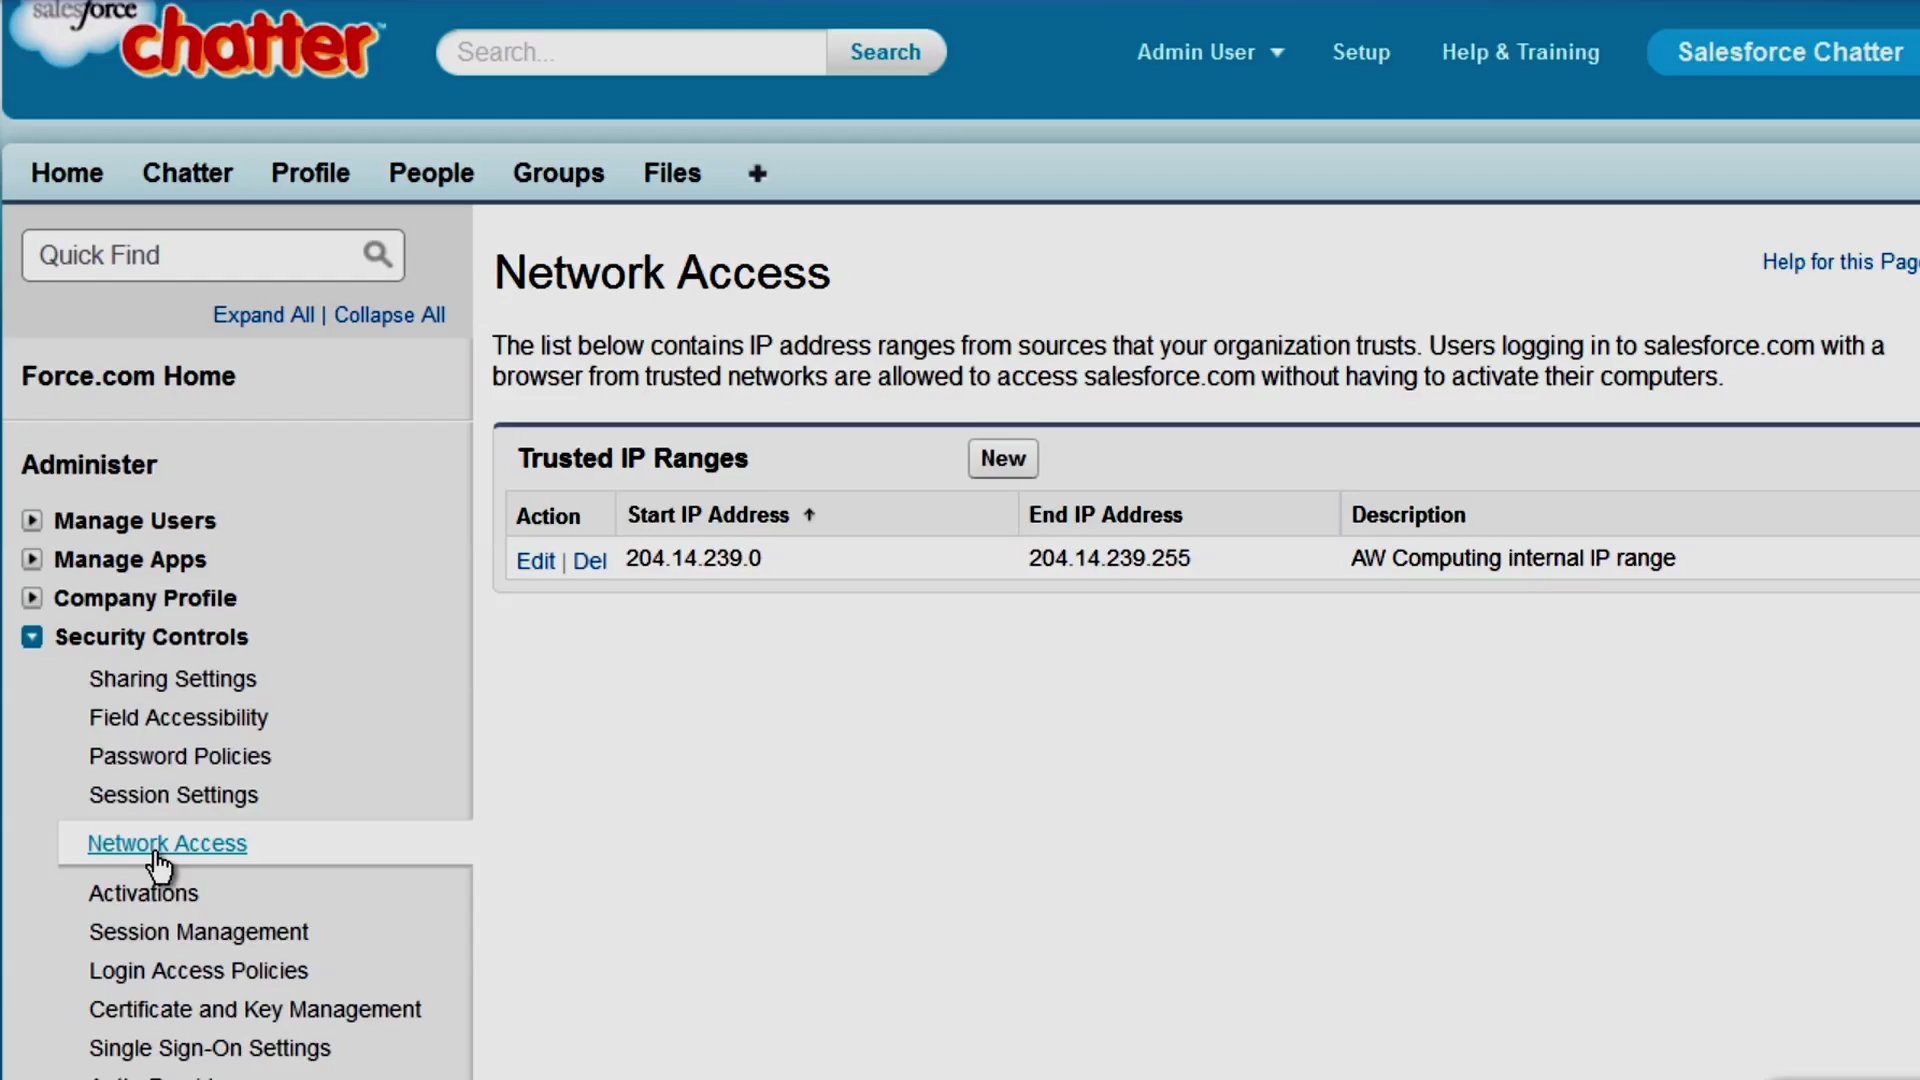 salesforce
chatter
Search...
Search
Admin User
Setup
Help & Training
Salesforce Chatter
Home
Chatter
Profile
People
Groups
Files
Quick Find
Expand All | Collapse All
Force.com Home
Administer
Manage Users
Manage Apps
Company Profile
Security Controls
Sharing Settings
Field Accessibility
Password Policies
Session Settings
Network Access
Activations
Session Management
Login Access Policies
Certificate and Key Management
Single Sign-On Settings
Network Access
Help for this Page
The list below contains IP address ranges from sources that your organization trusts. Users logging in to salesforce.com with a
browser from trusted networks are allowed to access salesforce.com without having to activate their computers.
Trusted IP Ranges
New
Action
Start IP Address
End IP Address
Description
Edit | Del
204.14.239.0
204.14.239.255
AW Computing internal IP range